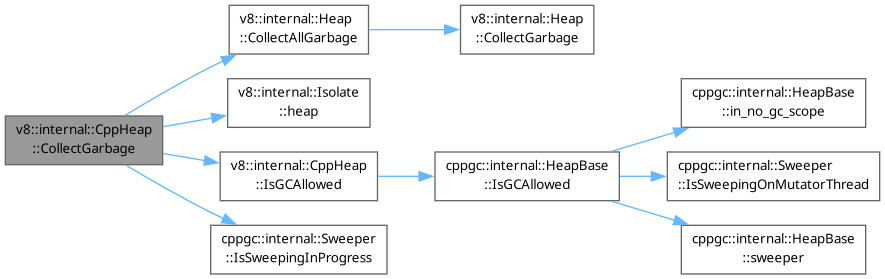 v8::internal::CppHeap
::CollectGarbage
v8::internal::Heap
::CollectAllGarbage
v8::internal::Heap
::CollectGarbage
v8::internal::Isolate
::heap
v8::internal::CppHeap
::IsGCAllowed
cppgc::internal::HeapBase
::IsGCAllowed
cppgc::internal::HeapBase
::in_no_gc_scope
cppgc::internal::Sweeper
::IsSweepingOnMutatorThread
cppgc::internal::HeapBase
::sweeper
cppgc::internal::Sweeper
::IsSweepingInProgress